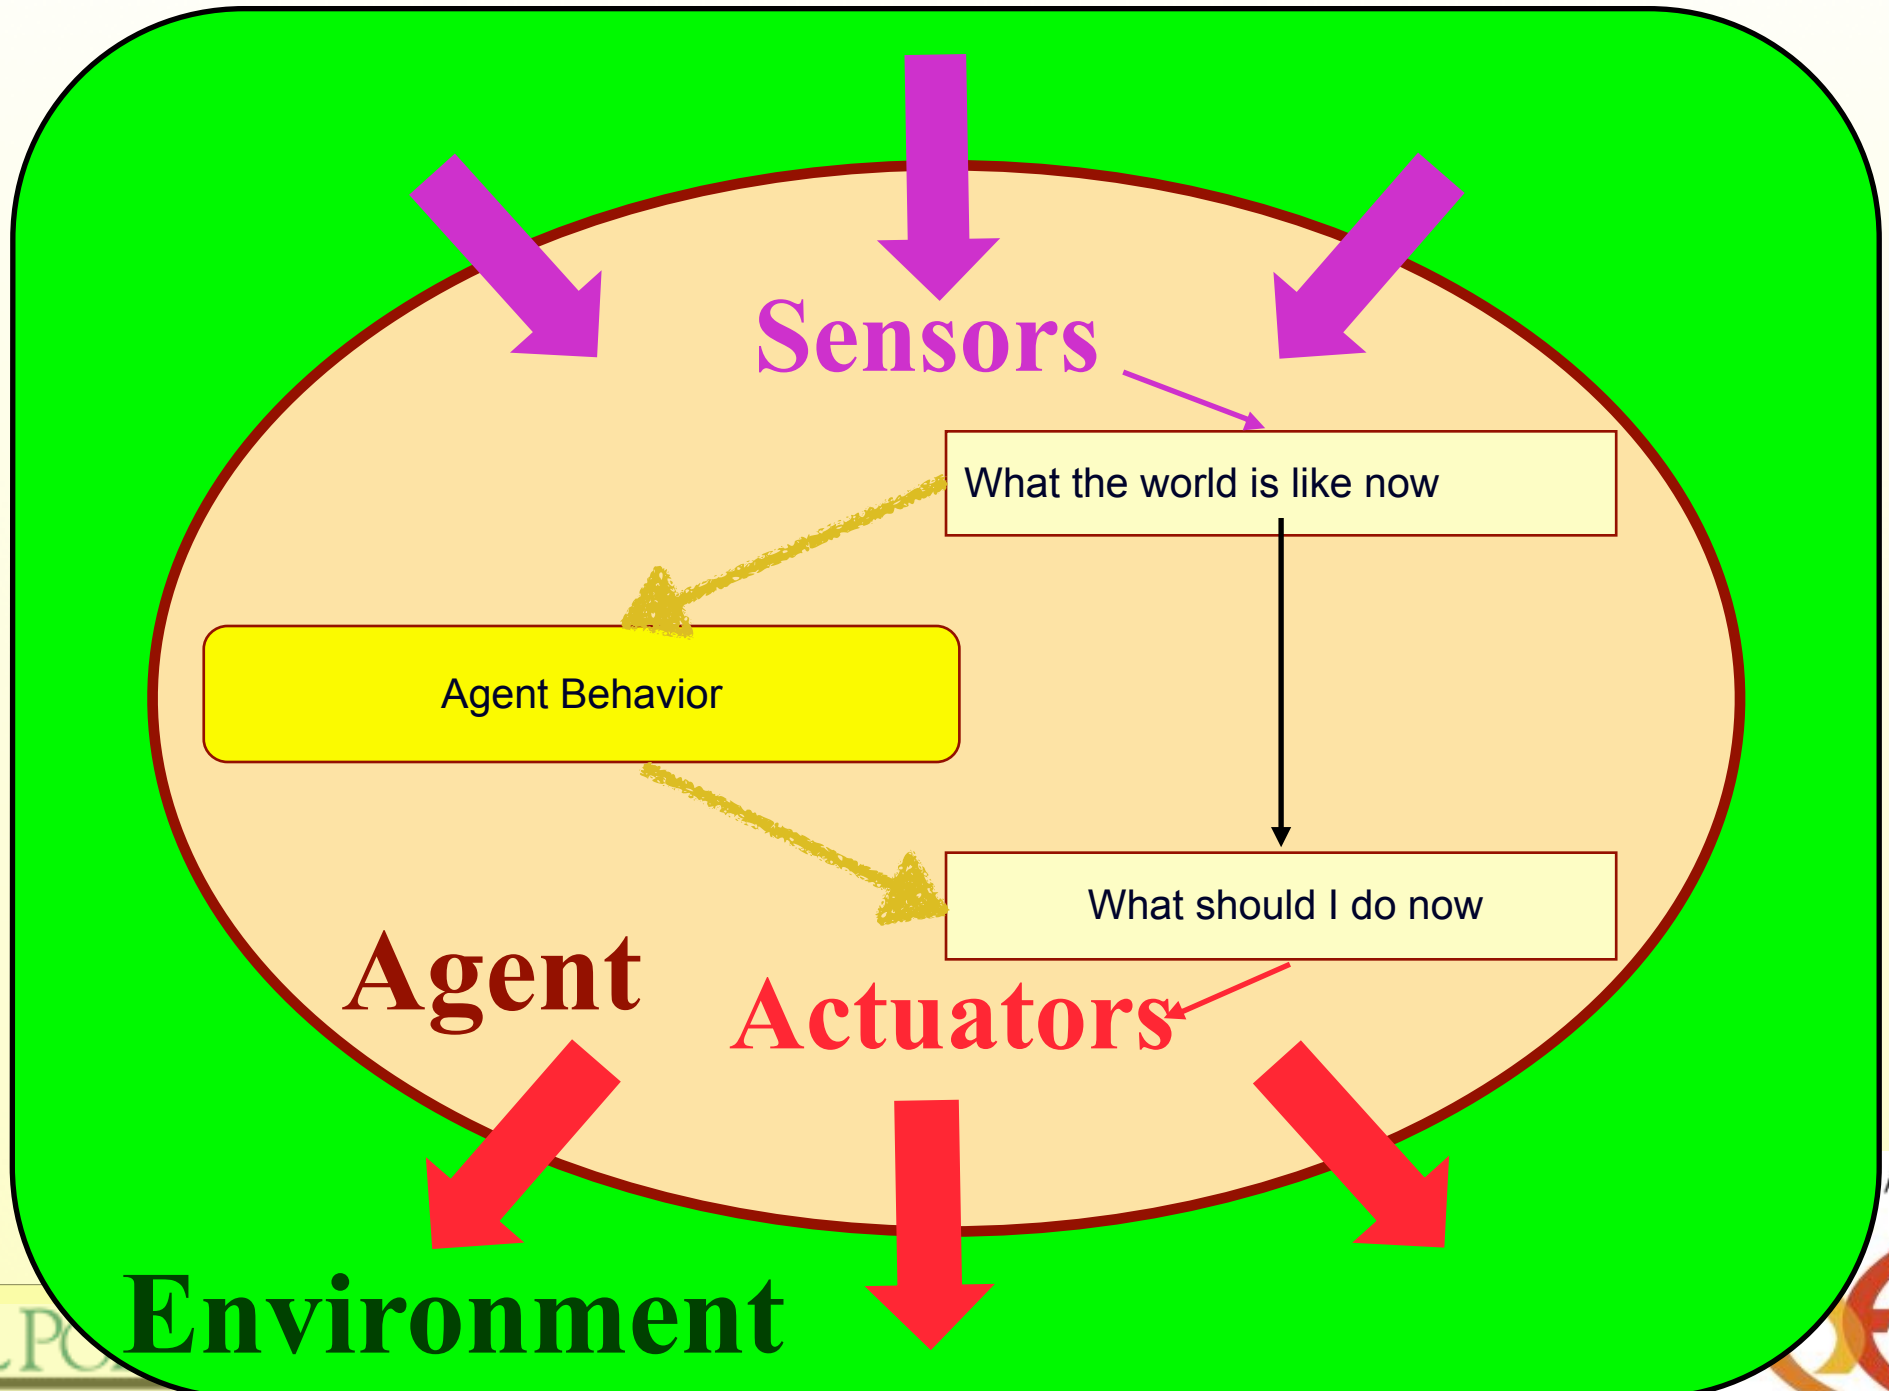 Sensors
What the world is like now
Agent Behavior
What should I do now
Agent
Actuators
Environment